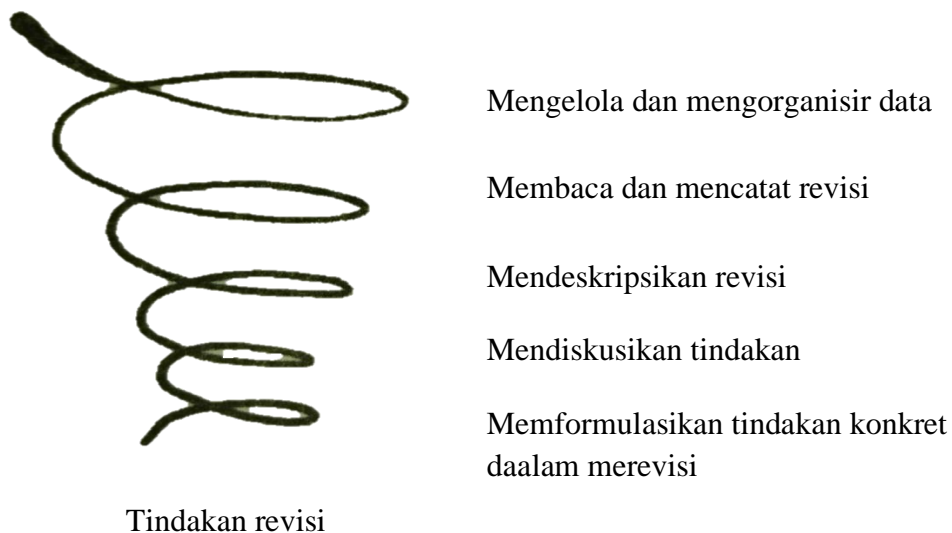 Mengelola dan mengorganisir data
Membaca dan mencatat revisi
Mendeskripsikan revisi
Mendiskusikan tindakan
Memformulasikan tindakan konkret
daalam merevisi
Tindakan revisi